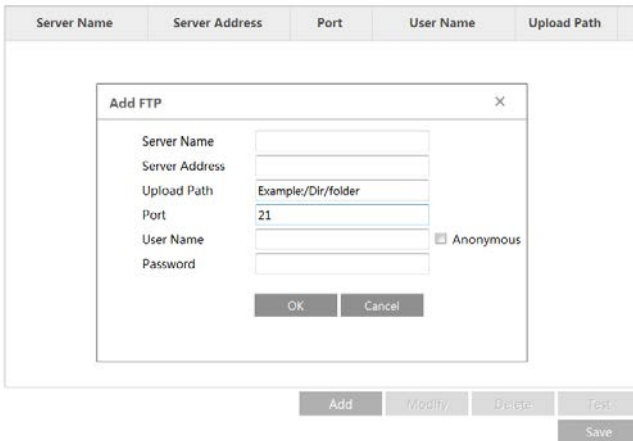 Server Name Server Address Port User Name Upload Path
Add FTP ×
Server Name
Server Address
Upload Path Example:/Dir/folder
Port 21
User Name Anonymous
Password
OK Cancel
Add Modify Delete Test
Save